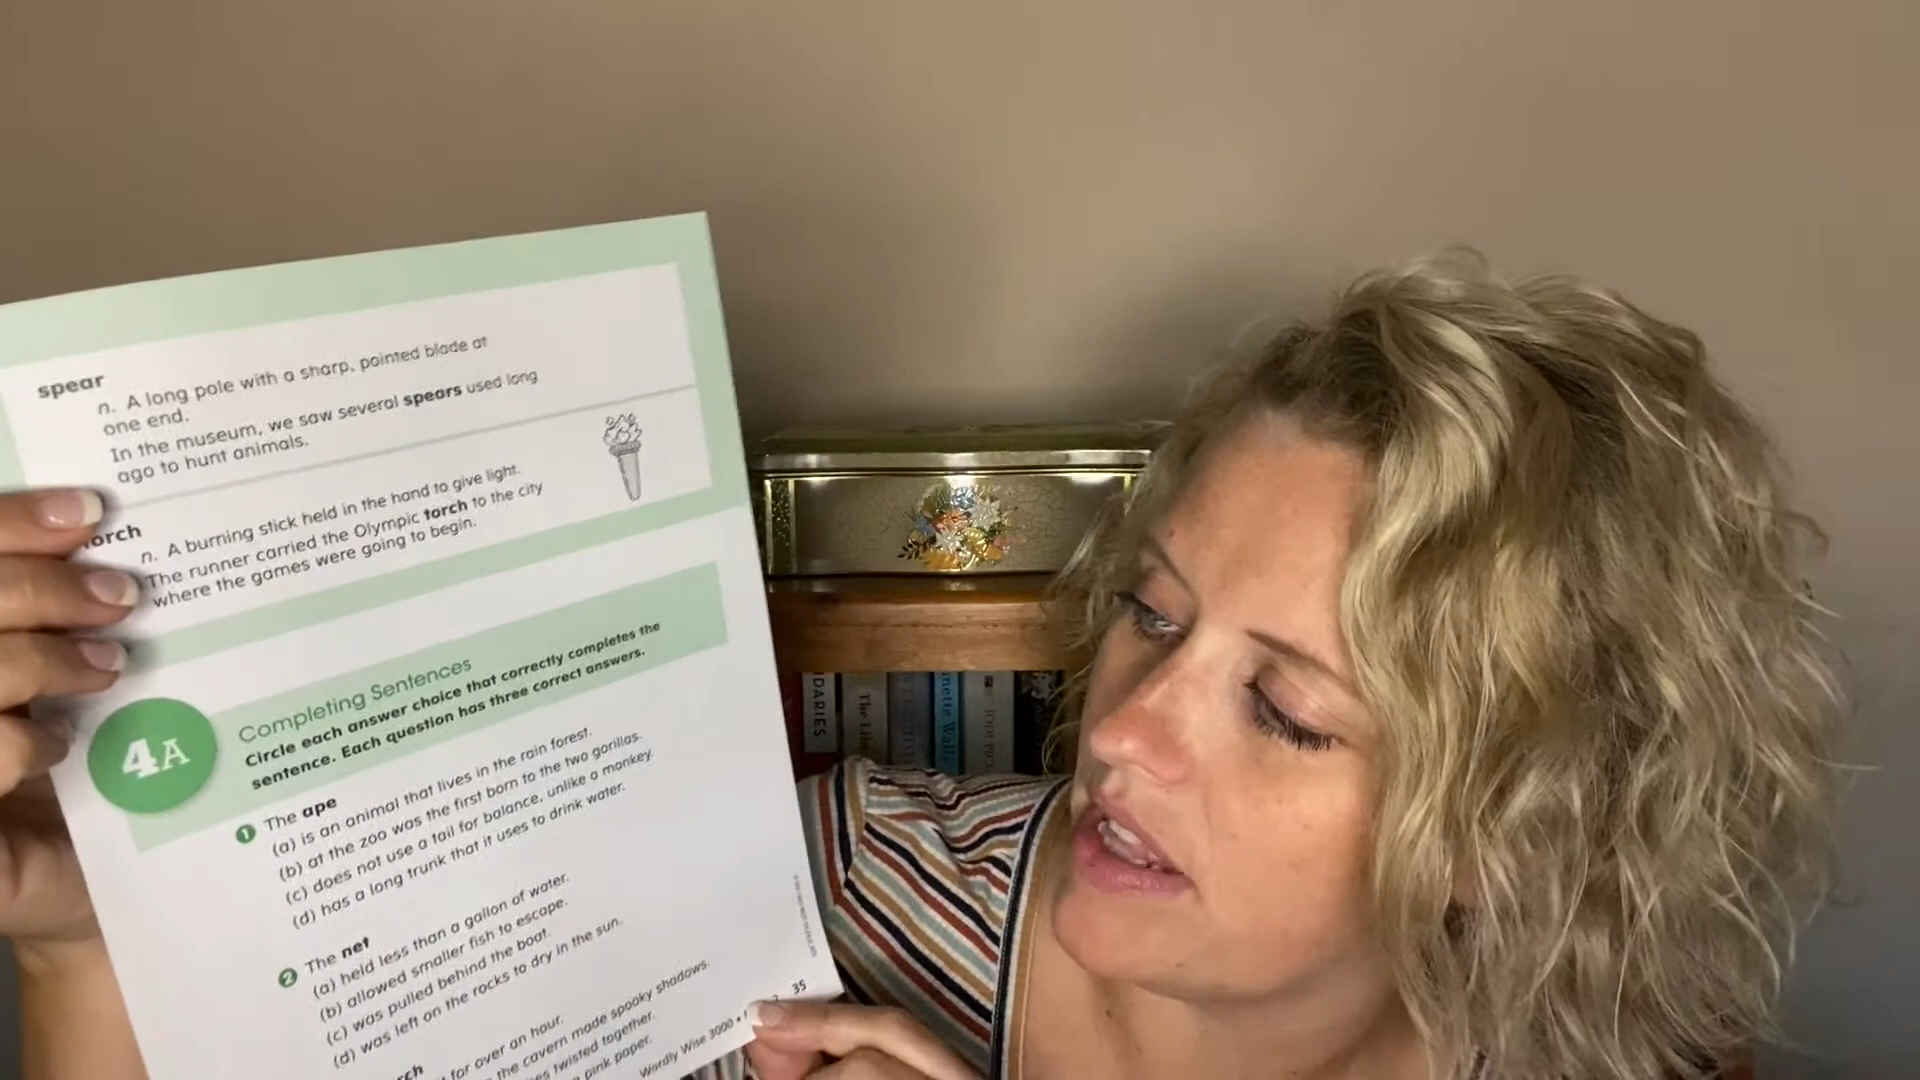 spear
n. A long pole with a sharp, pointed blade at
one end.
In the museum, we saw several spears used long
ago to hunt animals.
torch
n. A burning stick held in the hand to give light.
The runner carried the Olympic torch to the city
where the games were going to begin.
4A
Completing Sentences
Circle each answer choice that correctly completes the
sentence. Each question has three correct answers.
1 The ape
(a) is an animal that lives in the rain forest.
(b) at the zoo was the first born to the two gorillas.
(c) does not use a tail for balance, unlike a monkey.
(d) has a long trunk that it uses to drink water.
2 The net
(a) held less than a gallon of water.
(b) allowed smaller fish to escape.
(c) was pulled behind the boat.
(d) was left on the rocks to dry in the sun.
for over an hour.
the cavern made spooky shadows.
twisted together.
pink paper.
Wordly Wise 3000 •
35
DARIES
The